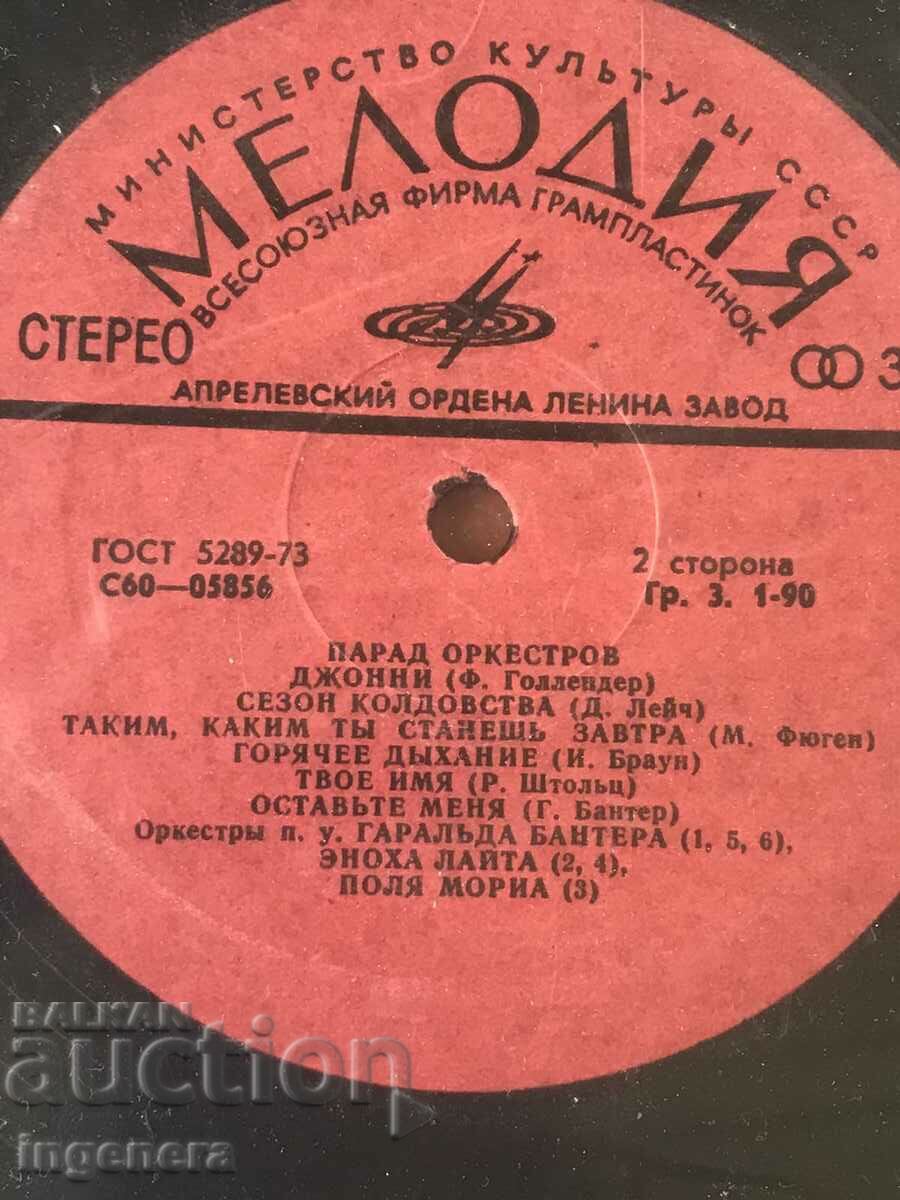 МИНИСТЕРСТВО КУЛЬТУРЫ СССР
МЕЛОДИЯ
ВСЕСОЮЗНАЯ ФИРМА ГРАМПЛАСТИНОК
СТЕРЕО
3
АПРЕЛЕВСКИЙ ОРДЕНА ЛЕНИНА ЗАВОД
ГОСТ 5289-73
С60—05856
2 сторона
Гр. 3. 1-90
ПАРАД ОРКЕСТРОВ
ДЖОННИ (Ф. Голлендер)
СЕЗОН КОЛДОВСТВА (Д. Лейч)
ТАКИМ, КАКИМ ТЫ СТАНЕШЬ ЗАВТРА (М. Фюген)
ГОРЯЧЕЕ ДЫХАНИЕ (И. Браун)
ТВОЕ ИМЯ (Р. Штольц)
ОСТАВЬТЕ МЕНЯ (Г. Бантер)
Оркестры п. у. ГАРАЛЬДА БАНТЕРА (1, 5, 6),
ЭНОХА ЛАЙТА (2, 4),
ПОЛЯ МОРИА (3)
BALKAN
auction
ingenera